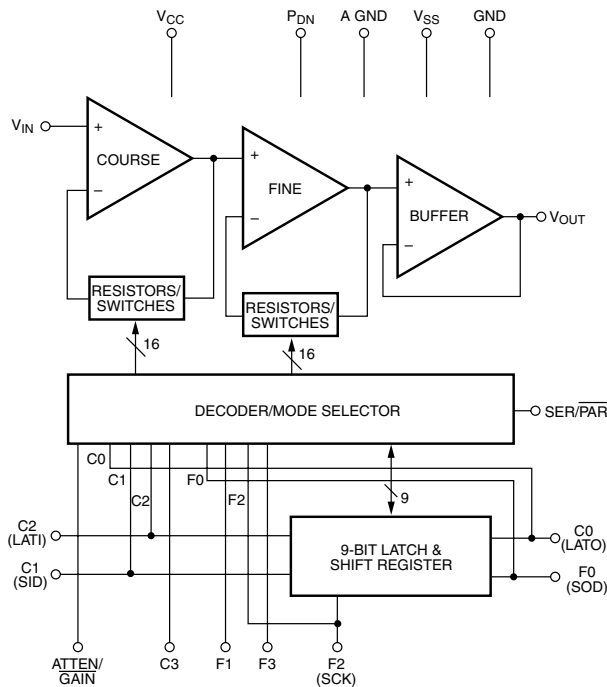 VCC
PDN
A GND
VSS
GND
VIN
+
COURSE
–
+
FINE
–
+
BUFFER
–
VOUT
RESISTORS/
SWITCHES
RESISTORS/
SWITCHES
16
16
DECODER/MODE SELECTOR
SER/PAR
C0
C1
C2
F0
F2
9
C2
(LATI)
C1
(SID)
9-BIT LATCH &
SHIFT REGISTER
C0
(LATO)
F0
(SOD)
ATTEN/
GAIN
C3
F1
F3
F2
(SCK)